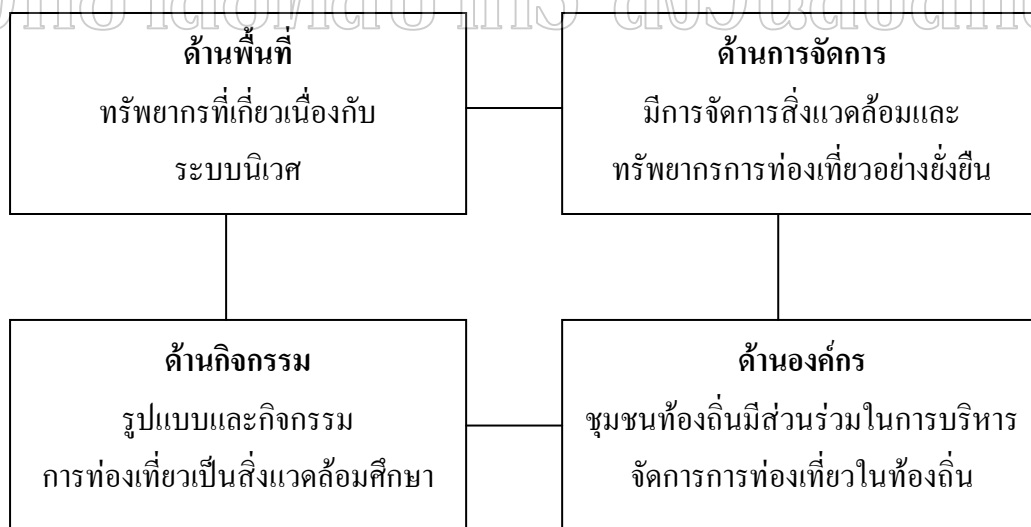 ด้านพื้นที่
ทรัพยากรที่เกี่ยวเนื่องกับ
ระบบนิเวศ
ด้านการจัดการ
มีการจัดการสิ่งแวดล้อมและ
ทรัพยากรการท่องเที่ยวอย่างยั่งยืน
ด้านกิจกรรม
รูปแบบและกิจกรรม
การท่องเที่ยวเป็นสิ่งแวดล้อมศึกษา
ด้านองค์กร
ชุมชนท้องถิ่นมีส่วนร่วมในการบริหาร
จัดการการท่องเที่ยวในท้องถิ่น